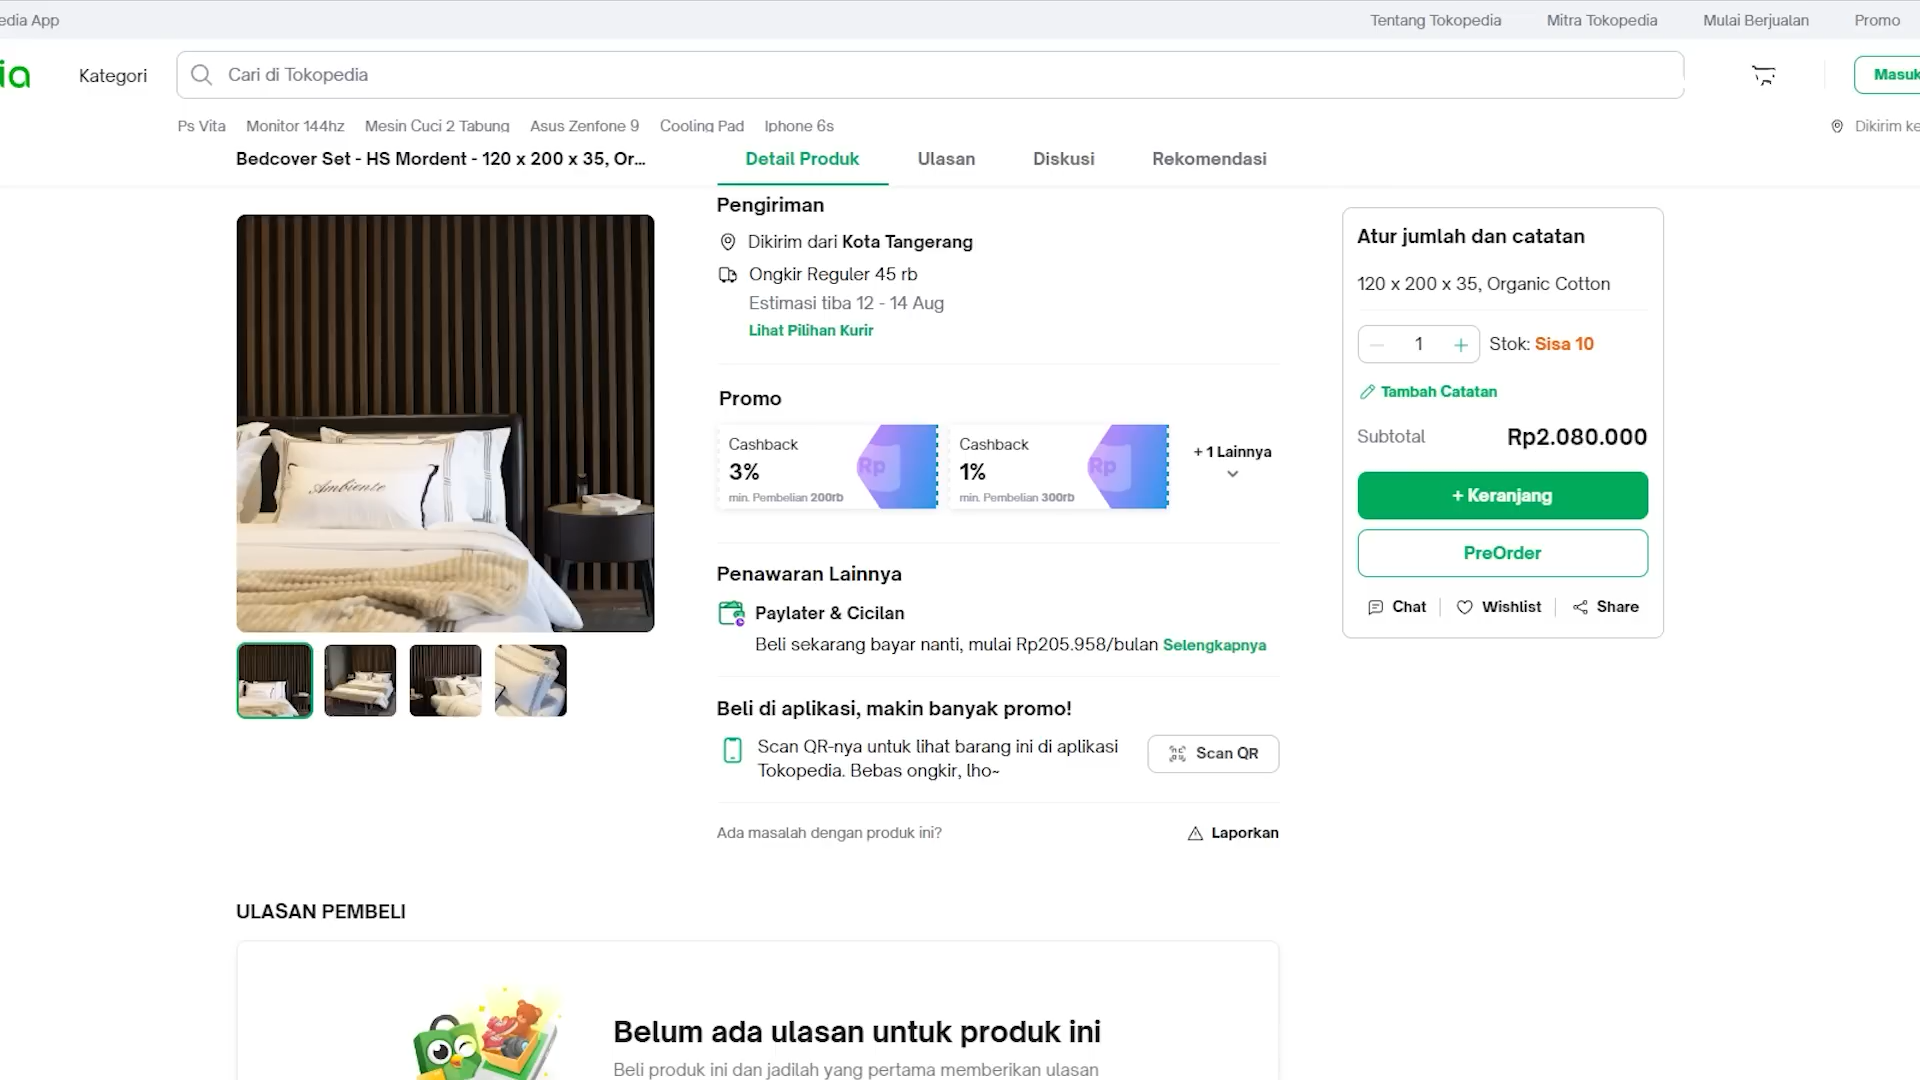 edia App
Tentang Tokopedia
Mitra Tokopedia
Mulai Berjualan
Promo
ia
Kategori
Cari di Tokopedia
Masuk
Ps Vita
Monitor 144hz
Mesin Cuci 2 Tabung
Asus Zenfone 9
Cooling Pad
Iphone 6s
Dikirim ke
Bedcover Set - HS Mordent - 120 x 200 x 35, Or...
Detail Produk
Ulasan
Diskusi
Rekomendasi
Ambiente
Pengiriman
Dikirim dari Kota Tangerang
Ongkir Reguler 45 rb
Estimasi tiba 12 - 14 Aug
Lihat Pilihan Kurir
Promo
Cashback
3%
min. Pembelian 200rb
Rp
Cashback
1%
min. Pembelian 300rb
Rp
+ 1 Lainnya
Penawaran Lainnya
Paylater & Cicilan
Beli sekarang bayar nanti, mulai Rp205.958/bulan Selengkapnya
Beli di aplikasi, makin banyak promo!
Scan QR-nya untuk lihat barang ini di aplikasi
Tokopedia. Bebas ongkir, lho~
Scan QR
Ada masalah dengan produk ini?
Laporkan
Atur jumlah dan catatan
120 x 200 x 35, Organic Cotton
1
Stok: Sisa 10
Tambah Catatan
Subtotal
Rp2.080.000
+ Keranjang
PreOrder
Chat
Wishlist
Share
ULASAN PEMBELI
Belum ada ulasan untuk produk ini
Beli produk ini dan jadilah yang pertama memberikan ulasan